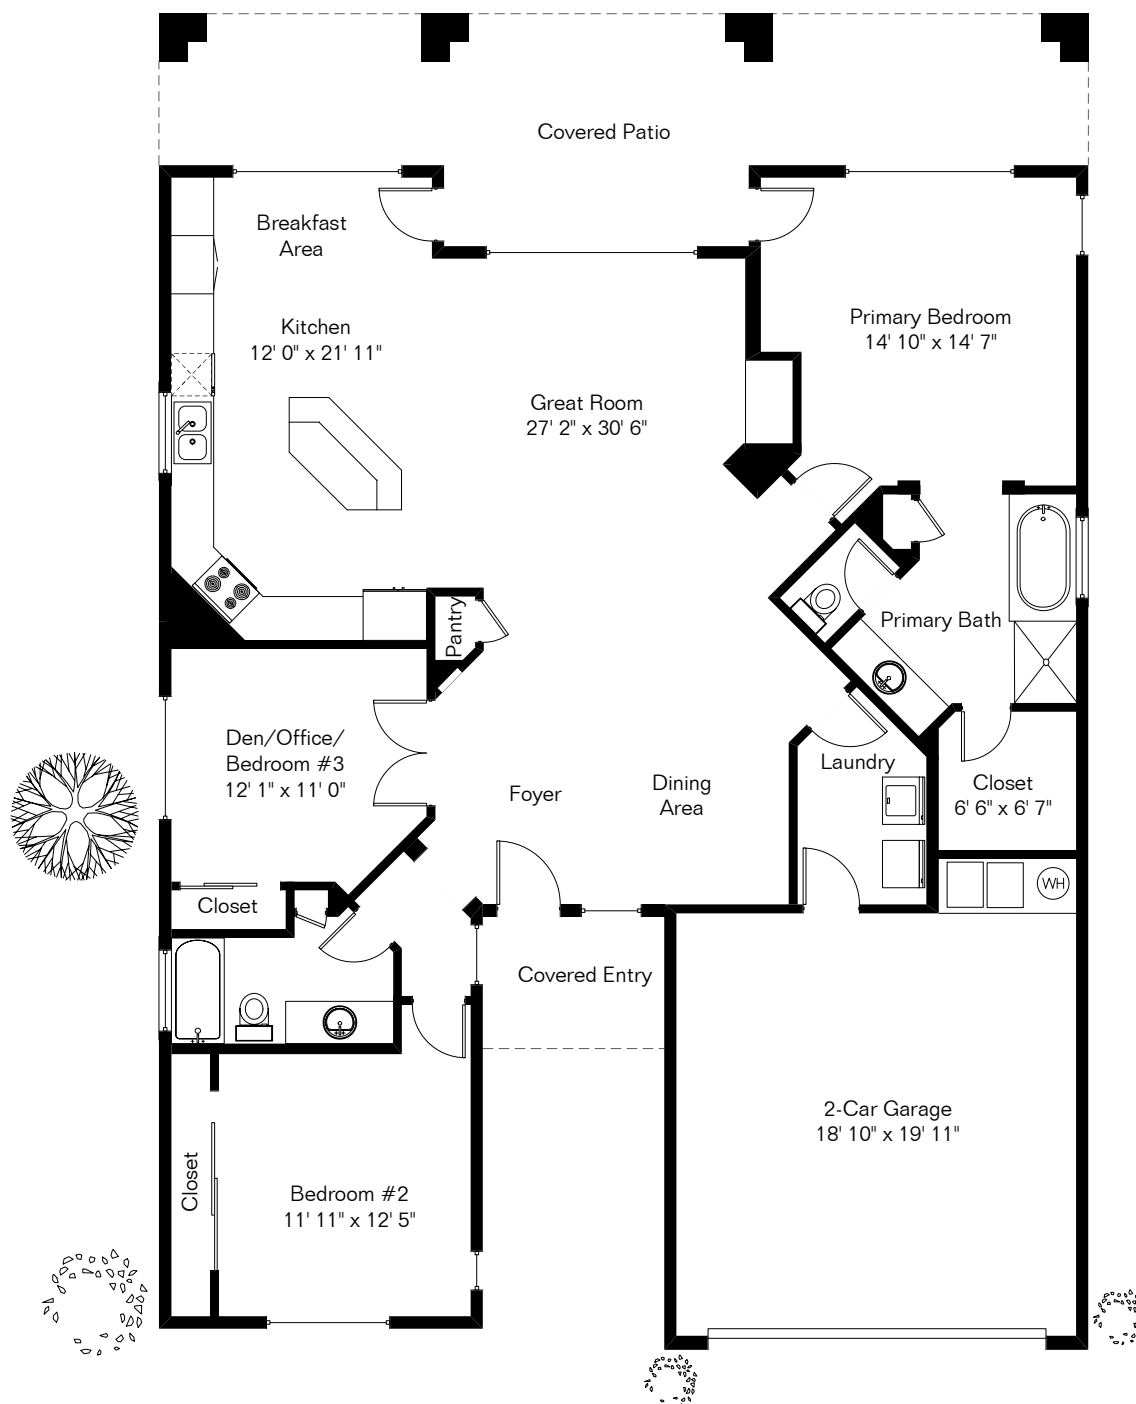 Covered Patio
Breakfast
Area
Kitchen
12' 0" x 21' 11"
Primary Bedroom
14' 10" x 14' 7"
Great Room
27' 2" x 30' 6"
Pantry
Primary Bath
Den/Office/
Bedroom #3
12' 1" x 11' 0"
Foyer
Dining
Area
Laundry
Closet
6' 6" x 6' 7"
WH
Closet
Covered Entry
2-Car Garage
18' 10" x 19' 11"
Closet
Bedroom #2
11' 11" x 12' 5"